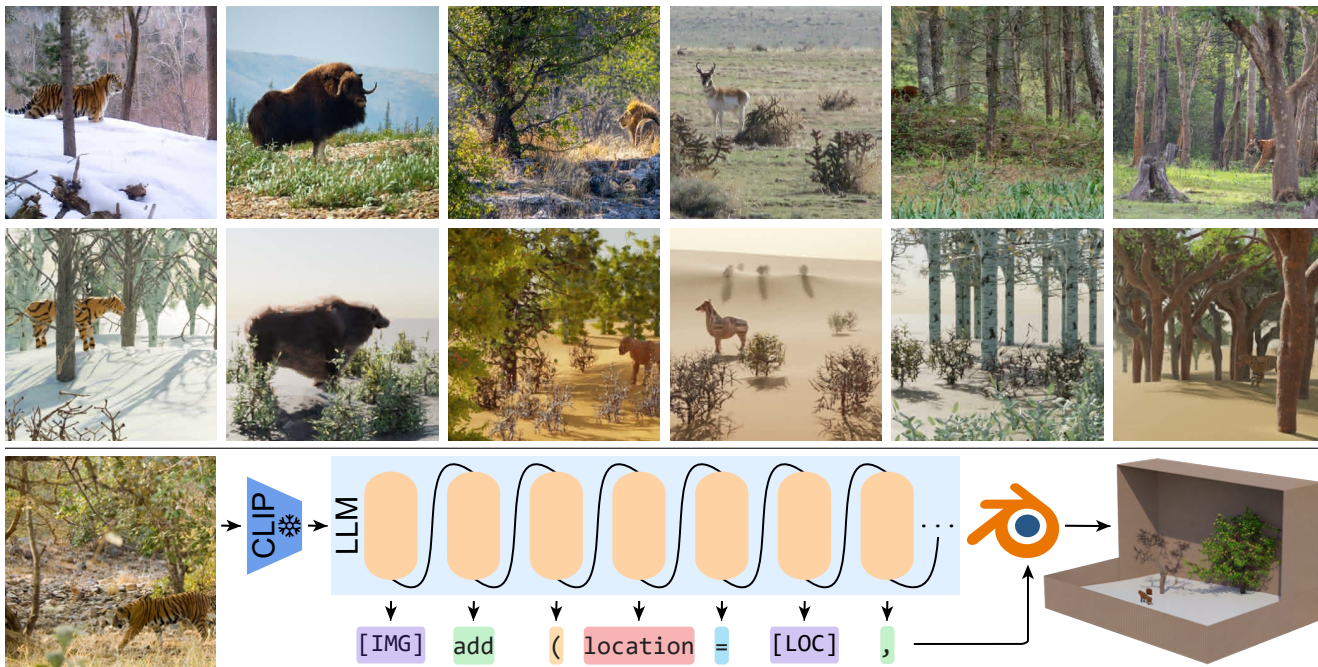 CLIP
LLM
...
[IMG] add ( location = [LOC] ,